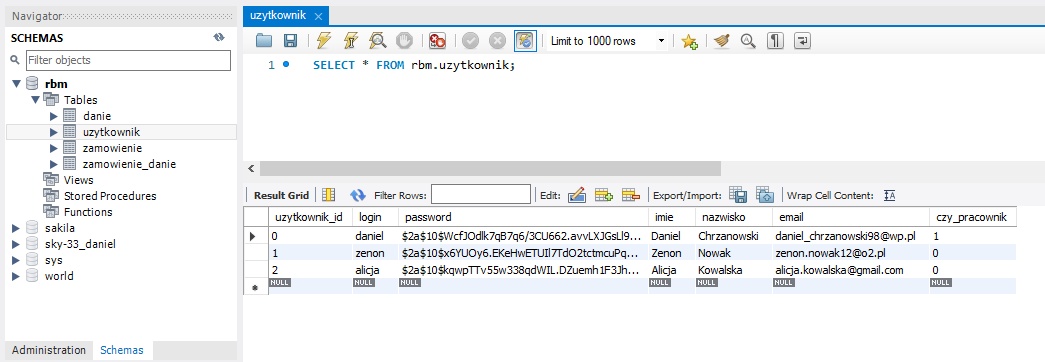 Navigator
SCHEMAS
Filter objects
rbm
Tables
danie
uzytkownik
zamowienie
zamowienie_danie
Views
Stored Procedures
Functions
sakila
sky-33_daniel
sys
world
Administration Schemas
uzytkownik
Limit to 1000 rows
1 SELECT * FROM rbm.uzytkownik;
Result Grid Filter Rows: Edit: Export/Import: Wrap Cell Content: IA
uzytkownik_id login password imie nazwisko email czy_pracownik
0 daniel $2a$10$WcfJOdlk7qB7q6/3CU662.avvLXJGsLl9... Daniel Chrzanowski daniel_chrzanowski98@wp.pl 1
1 zenon $2a$10$x6YUOy6.EKeHwETUIl7TdO2tctmcuPq... Zenon Nowak zenon.nowak12@o2.pl 0
2 alicja $2a$10$kqwpTTv55w338qdWIL.DZuemh1F3Jh... Alicja Kowalska alicja.kowalska@gmail.com 0
NULL NULL NULL NULL NULL NULL NULL